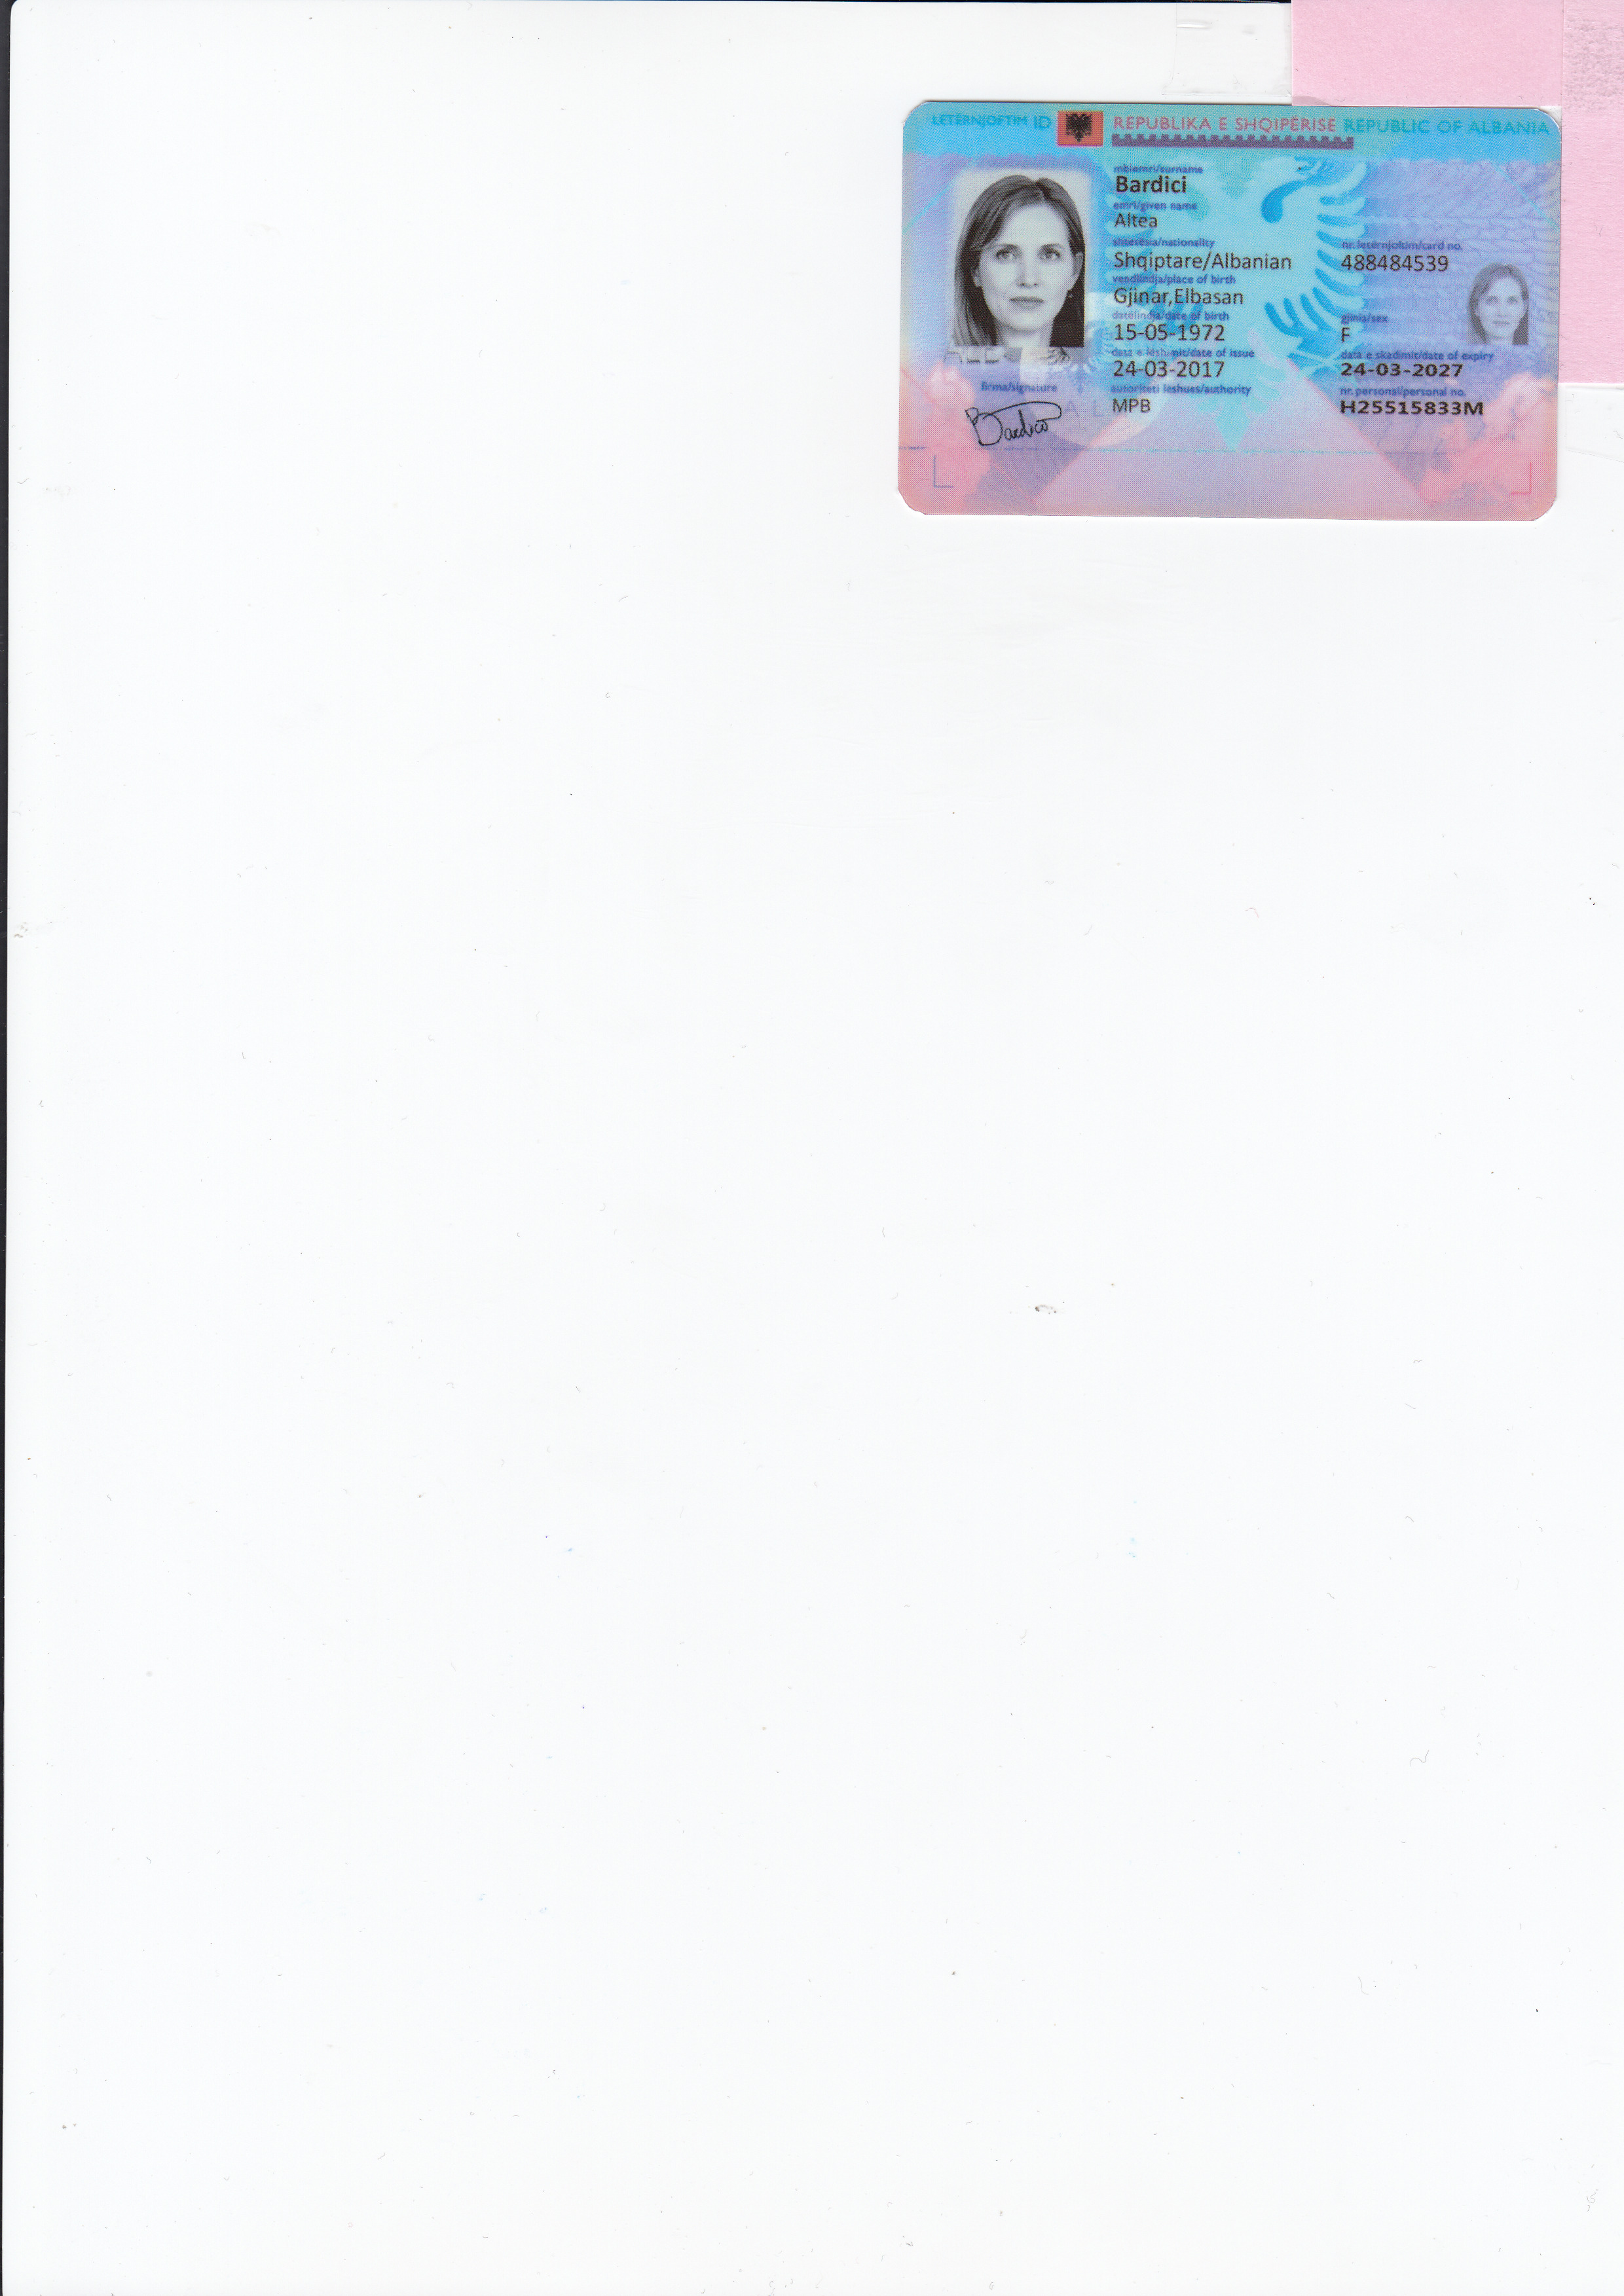 LETËRNJOFTIM ID REPUBLIKA E SHQIPËRISË REPUBLIC OF ALBANIA
mbiemri/surname
Bardici
emri/given name
Altea
shtetësia/nationality
Shqiptare/Albanian
nr. letërnjoftim/card no.
488484539
vendlindja/place of birth
Gjinar,Elbasan
datëlindja/date of birth
15-05-1972
gjinia/sex
F
data e lëshimit/date of issue
24-03-2017
data e skadimit/date of expiry
24-03-2027
autoriteti lëshues/authority
MPB
nr. personal/personal no.
H25515833M
firma/signature
Bardici